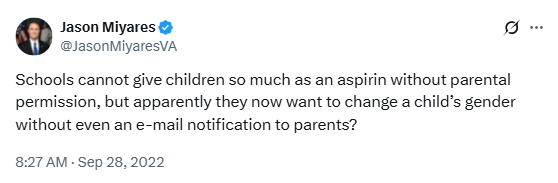 Jason Miyares
@JasonMiyaresVA
Schools cannot give children so much as an aspirin without parental
permission, but apparently they now want to change a child's gender
without even an e-mail notification to parents?
8:27 AM · Sep 28, 2022